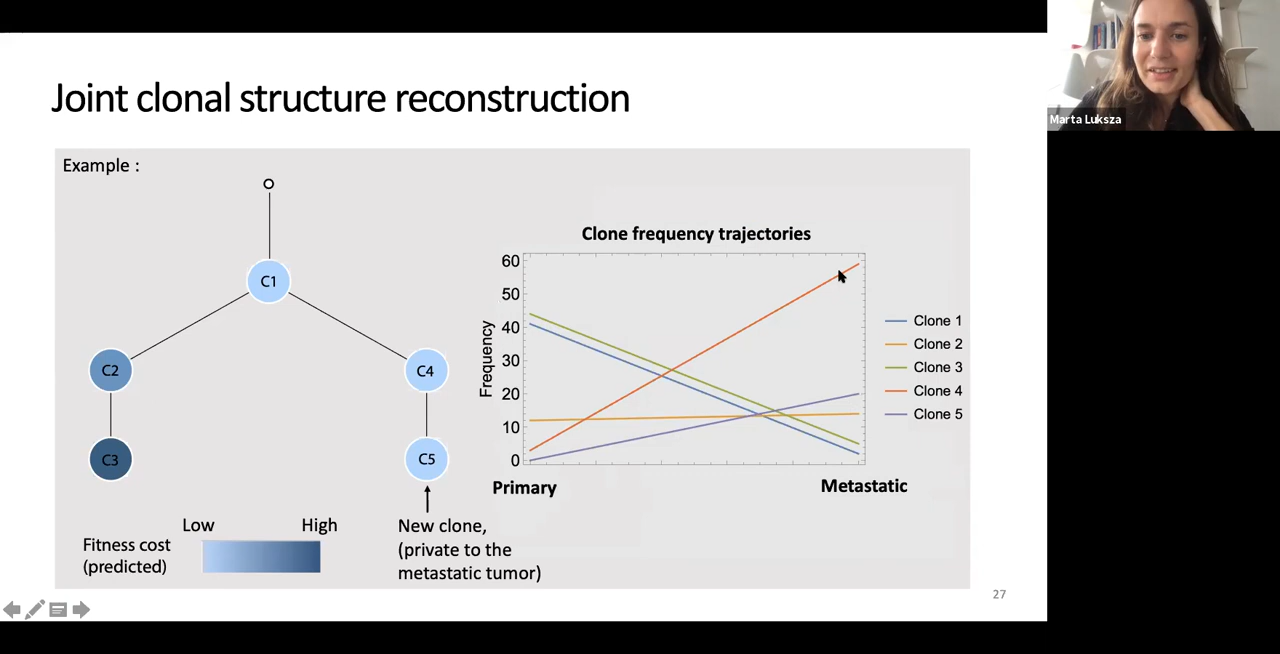 Joint clonal structure reconstruction
Marta Luksza
Example :
C1
C2
C4
C3
C5
New clone,
(private to the
metastatic tumor)
Low
High
Fitness cost
(predicted)
Clone frequency trajectories
Frequency
60
50
40
30
20
10
0
Primary
Metastatic
Clone 1
Clone 2
Clone 3
Clone 4
Clone 5
27